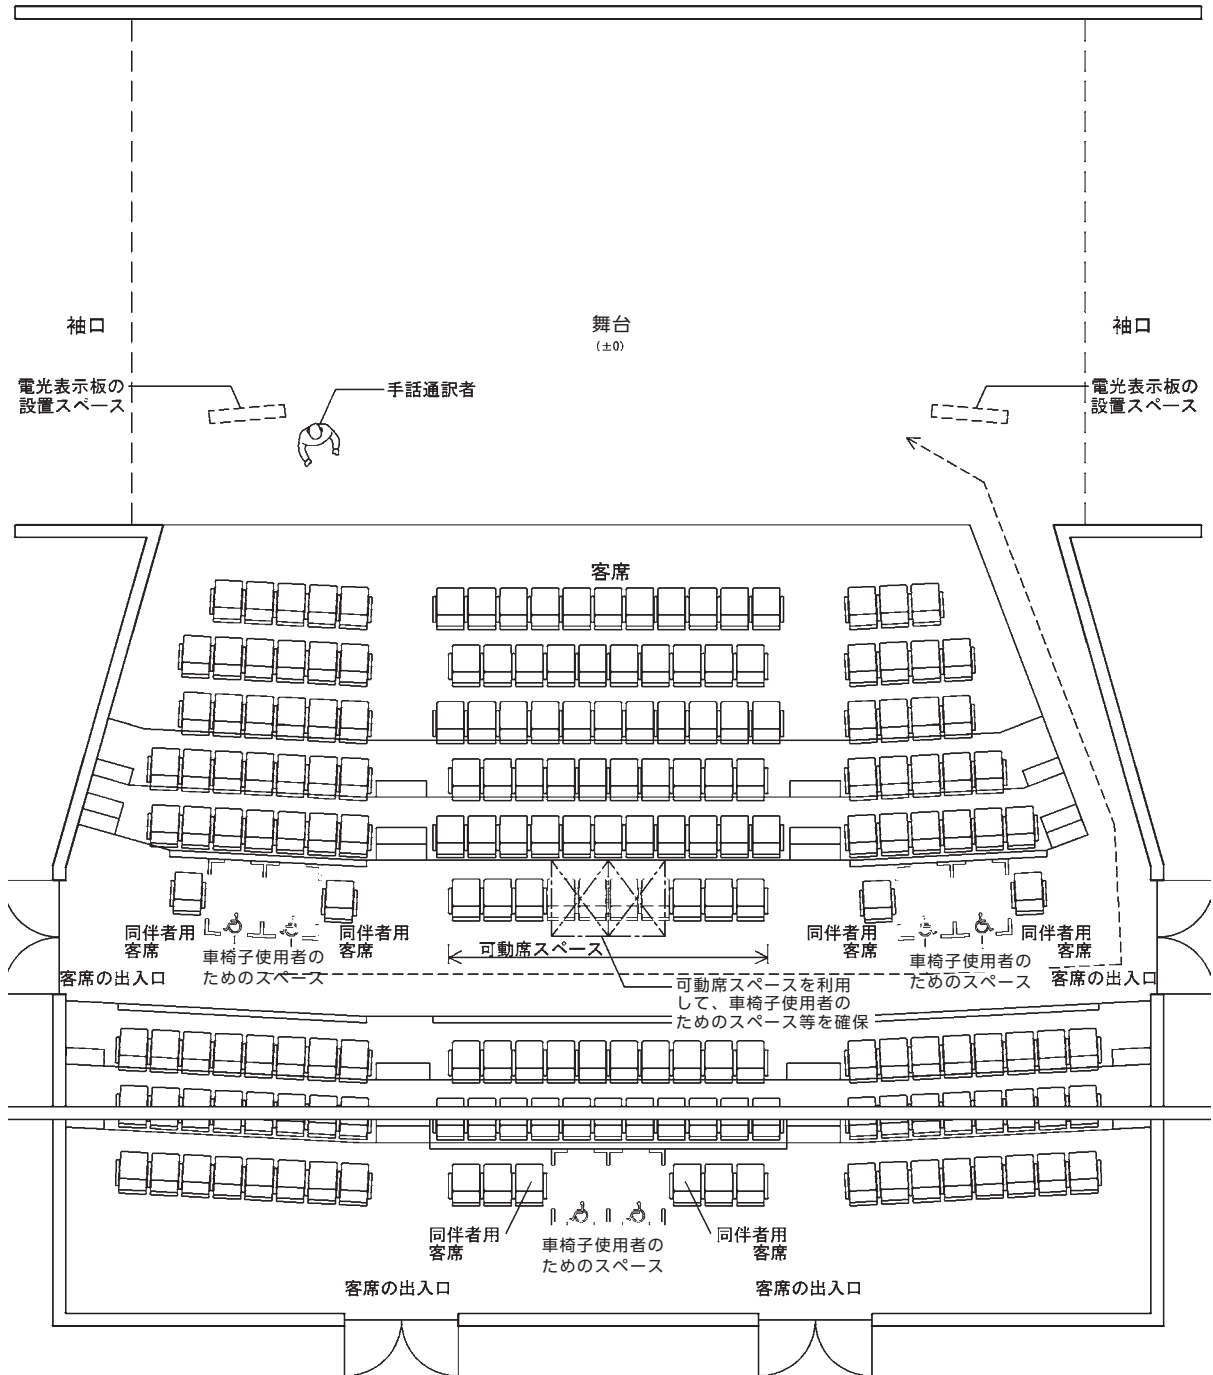 袖口
舞台
(±0)
袖口
電光表示板の
設置スペース
手話通訳者
電光表示板の
設置スペース
客席
同伴者用
客席
車椅子使用者の
ためのスペース
同伴者用
客席
可動席スペース
同伴者用
客席
車椅子使用者の
ためのスペース
同伴者用
客席
客席の出入口
可動席スペースを利用
して、車椅子使用者の
ためのスペース等を確保
客席の出入口
同伴者用
客席
車椅子使用者の
ためのスペース
同伴者用
客席
客席の出入口
客席の出入口